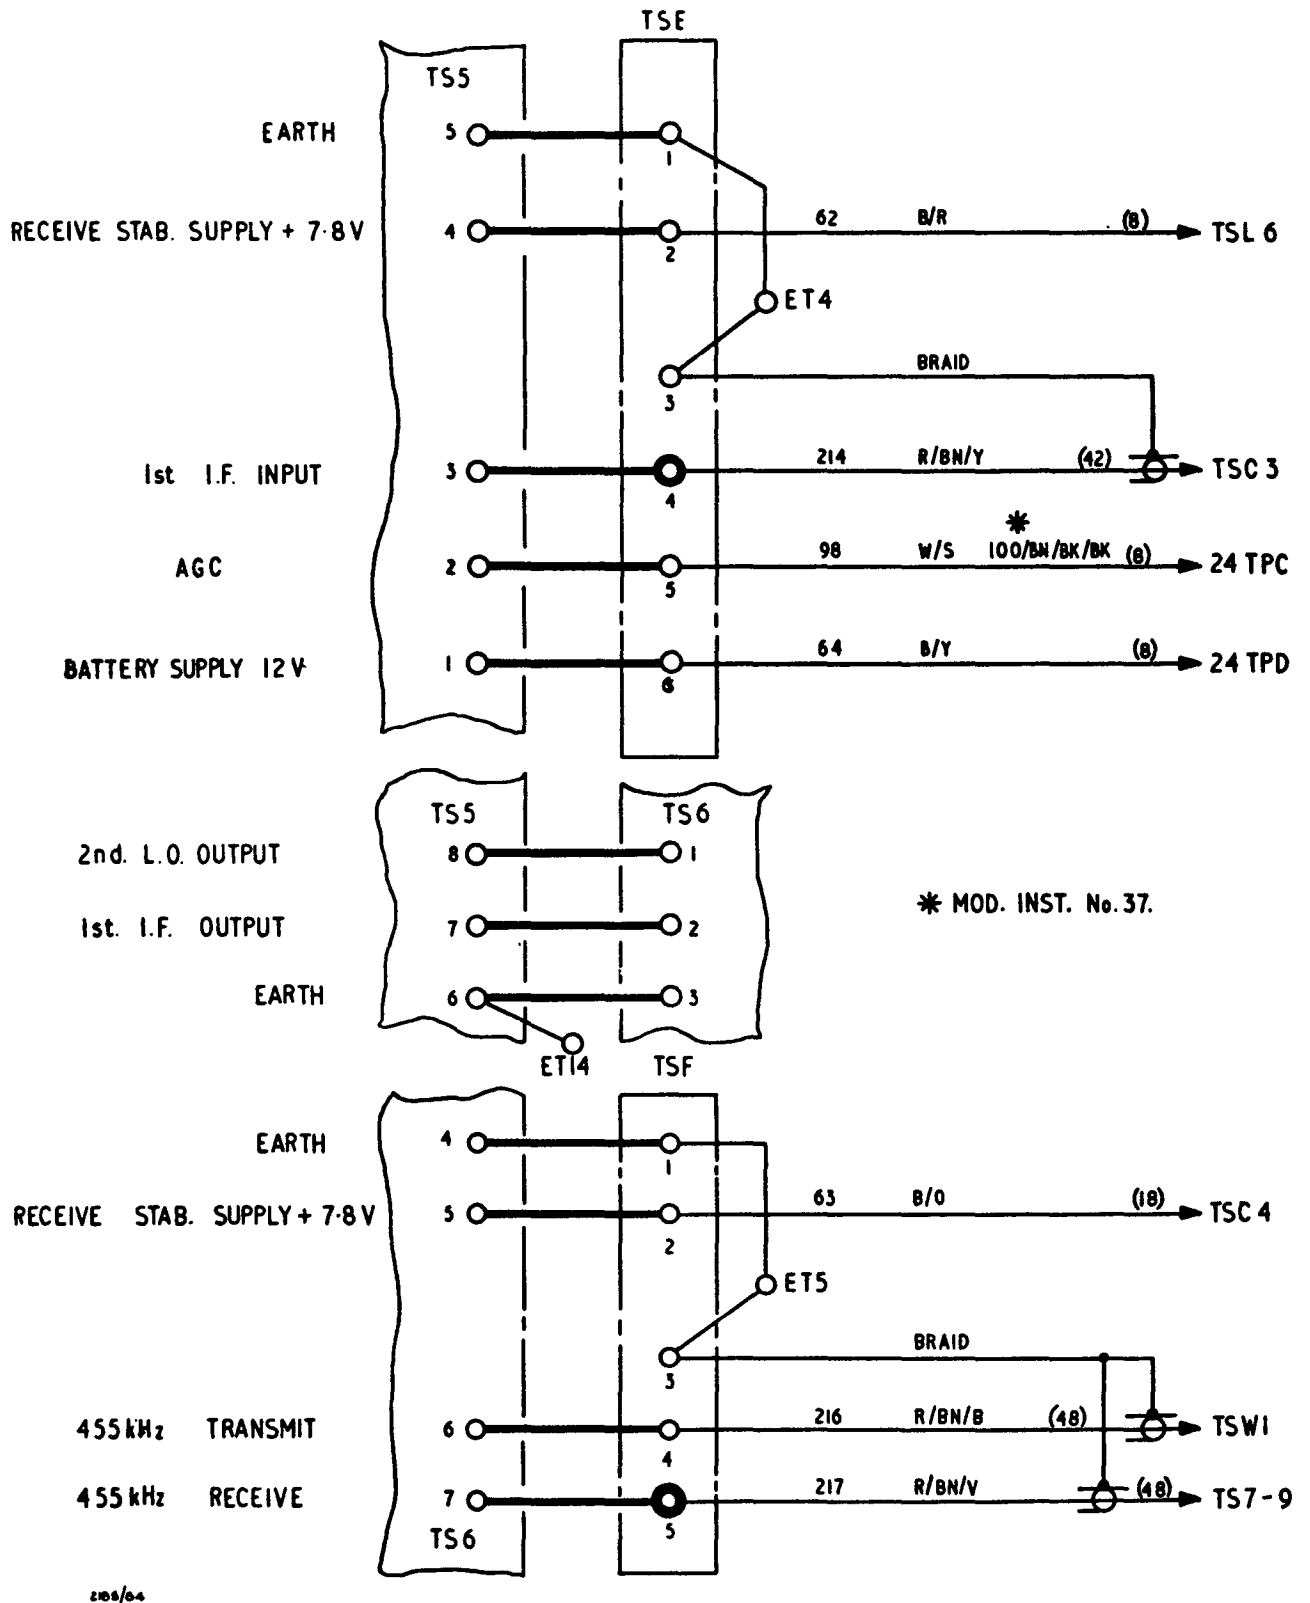 TSE
TS5
EARTH 5 1
RECEIVE STAB. SUPPLY + 7·8 V 4 2 62 B/R (8) TSL 6
ET4
3 BRAID
1st I.F. INPUT 3 4 214 R/BN/Y (42) TSC 3
*
AGC 2 5 98 W/S 100/BN/BK/BK (8) 24 TPC
BATTERY SUPPLY 12 V 1 6 64 B/Y (8) 24 TPD
TS5 TS6
2nd. L.O. OUTPUT 8 1
* MOD. INST. No. 37.
1st. I.F. OUTPUT 7 2
EARTH 6 3
ET14 TSF
EARTH 4 1
RECEIVE STAB. SUPPLY + 7·8 V 5 2 63 B/O (18) TSC 4
ET5
3 BRAID
455 kHz TRANSMIT 6 4 216 R/BN/B (48) TSW1
455 kHz RECEIVE 7 5 217 R/BN/V (48) TS7-9
TS6